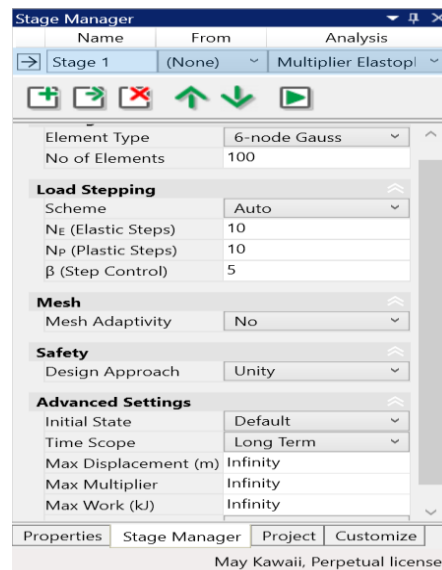 Stage Manager
Name From Analysis
Stage 1 (None) Multiplier Elastopl
Element Type 6-node Gauss
No of Elements 100
Load Stepping
Scheme Auto
NE (Elastic Steps) 10
NP (Plastic Steps) 10
β (Step Control) 5
Mesh
Mesh Adaptivity No
Safety
Design Approach Unity
Advanced Settings
Initial State Default
Time Scope Long Term
Max Displacement (m) Infinity
Max Multiplier Infinity
Max Work (kJ) Infinity
Properties Stage Manager Project Customize
May Kawaii, Perpetual license